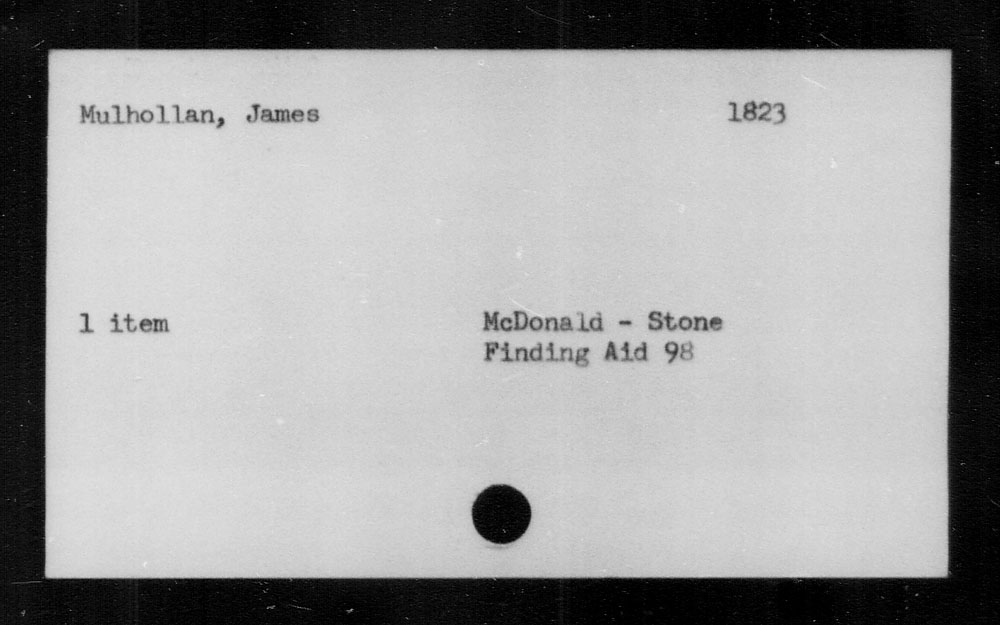 Mulhollan, James 1823
1 item McDonald - Stone
Finding Aid 98